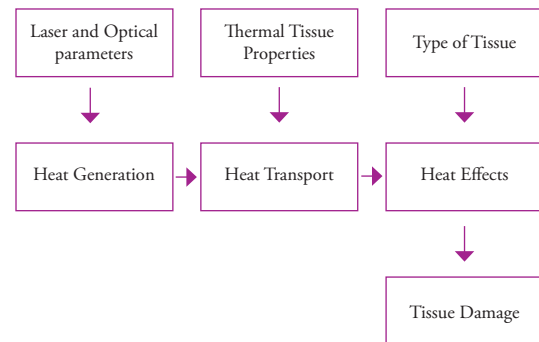 Laser and Optical
parameters
Thermal Tissue
Properties
Type of Tissue
Heat Generation
Heat Transport
Heat Effects
Tissue Damage